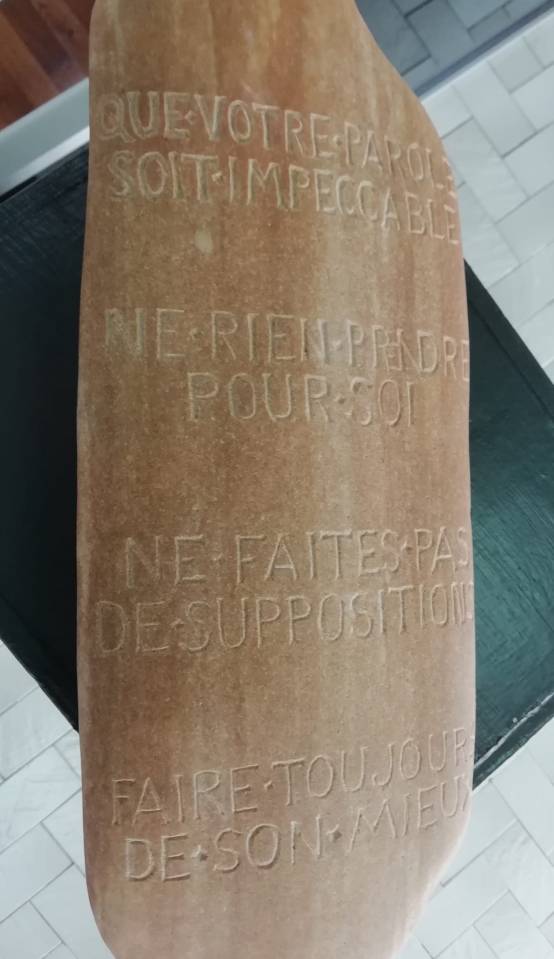 QUE·VOTRE·PAROLE
SOIT·IMPECCABLE
NE·RIEN·PRENDRE
POUR·SOI
NE·FAITES·PAS
DE·SUPPOSITIONS
FAIRE·TOUJOURS
DE·SON·MIEUX